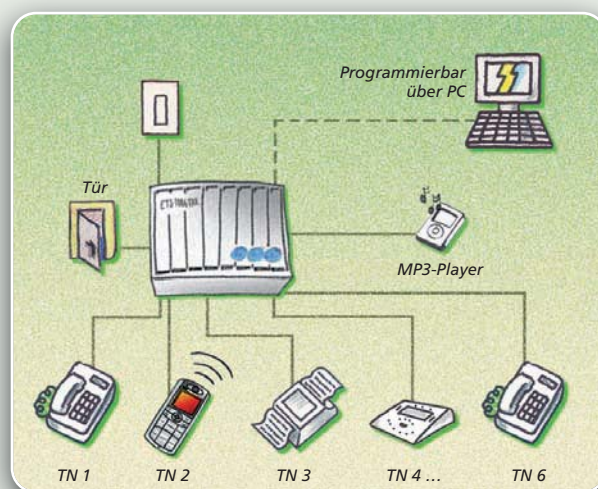 Programmierbar
über PC
Tür
MP3-Player
TN 1
TN 2
TN 3
TN 4 ...
TN 6